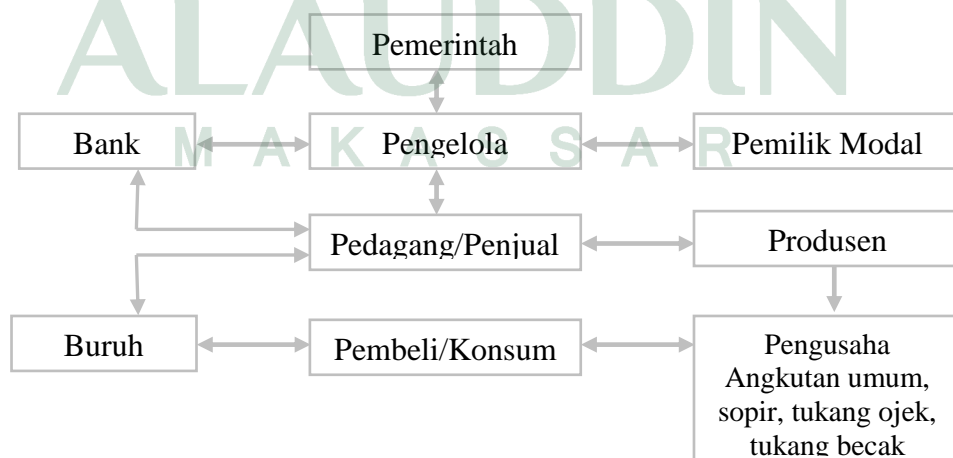 ALAUDDIN
MAKASSAR
Pemerintah
Bank
Pengelola
Pemilik Modal
Pedagang/Penjual
Produsen
Buruh
Pembeli/Konsum
Pengusaha
Angkutan umum,
sopir, tukang ojek,
tukang becak